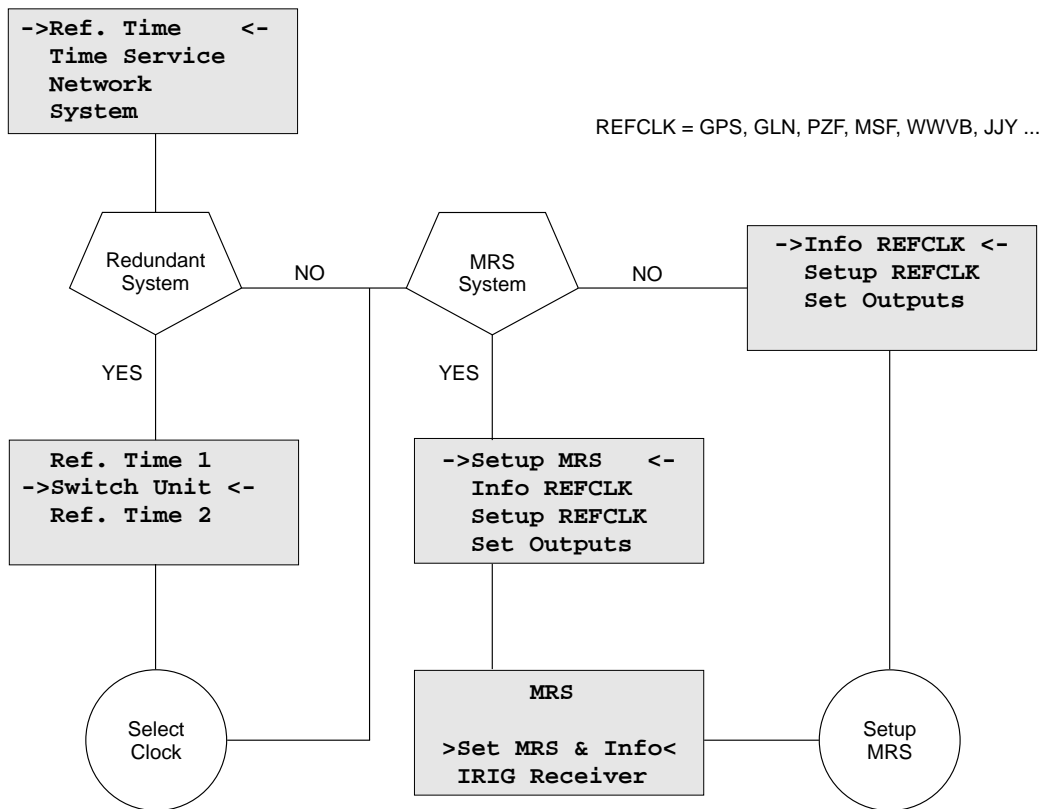 ->Ref. Time <-
Time Service
Network
System
REFCLK = GPS, GLN, PZF, MSF, WWVB, JJY ...
Redundant
System
NO
MRS
System
NO
->Info REFCLK <-
Setup REFCLK
Set Outputs
YES
YES
Ref. Time 1
->Switch Unit <-
Ref. Time 2
->Setup MRS <-
Info REFCLK
Setup REFCLK
Set Outputs
Select
Clock
MRS
>Set MRS & Info<
IRIG Receiver
Setup
MRS